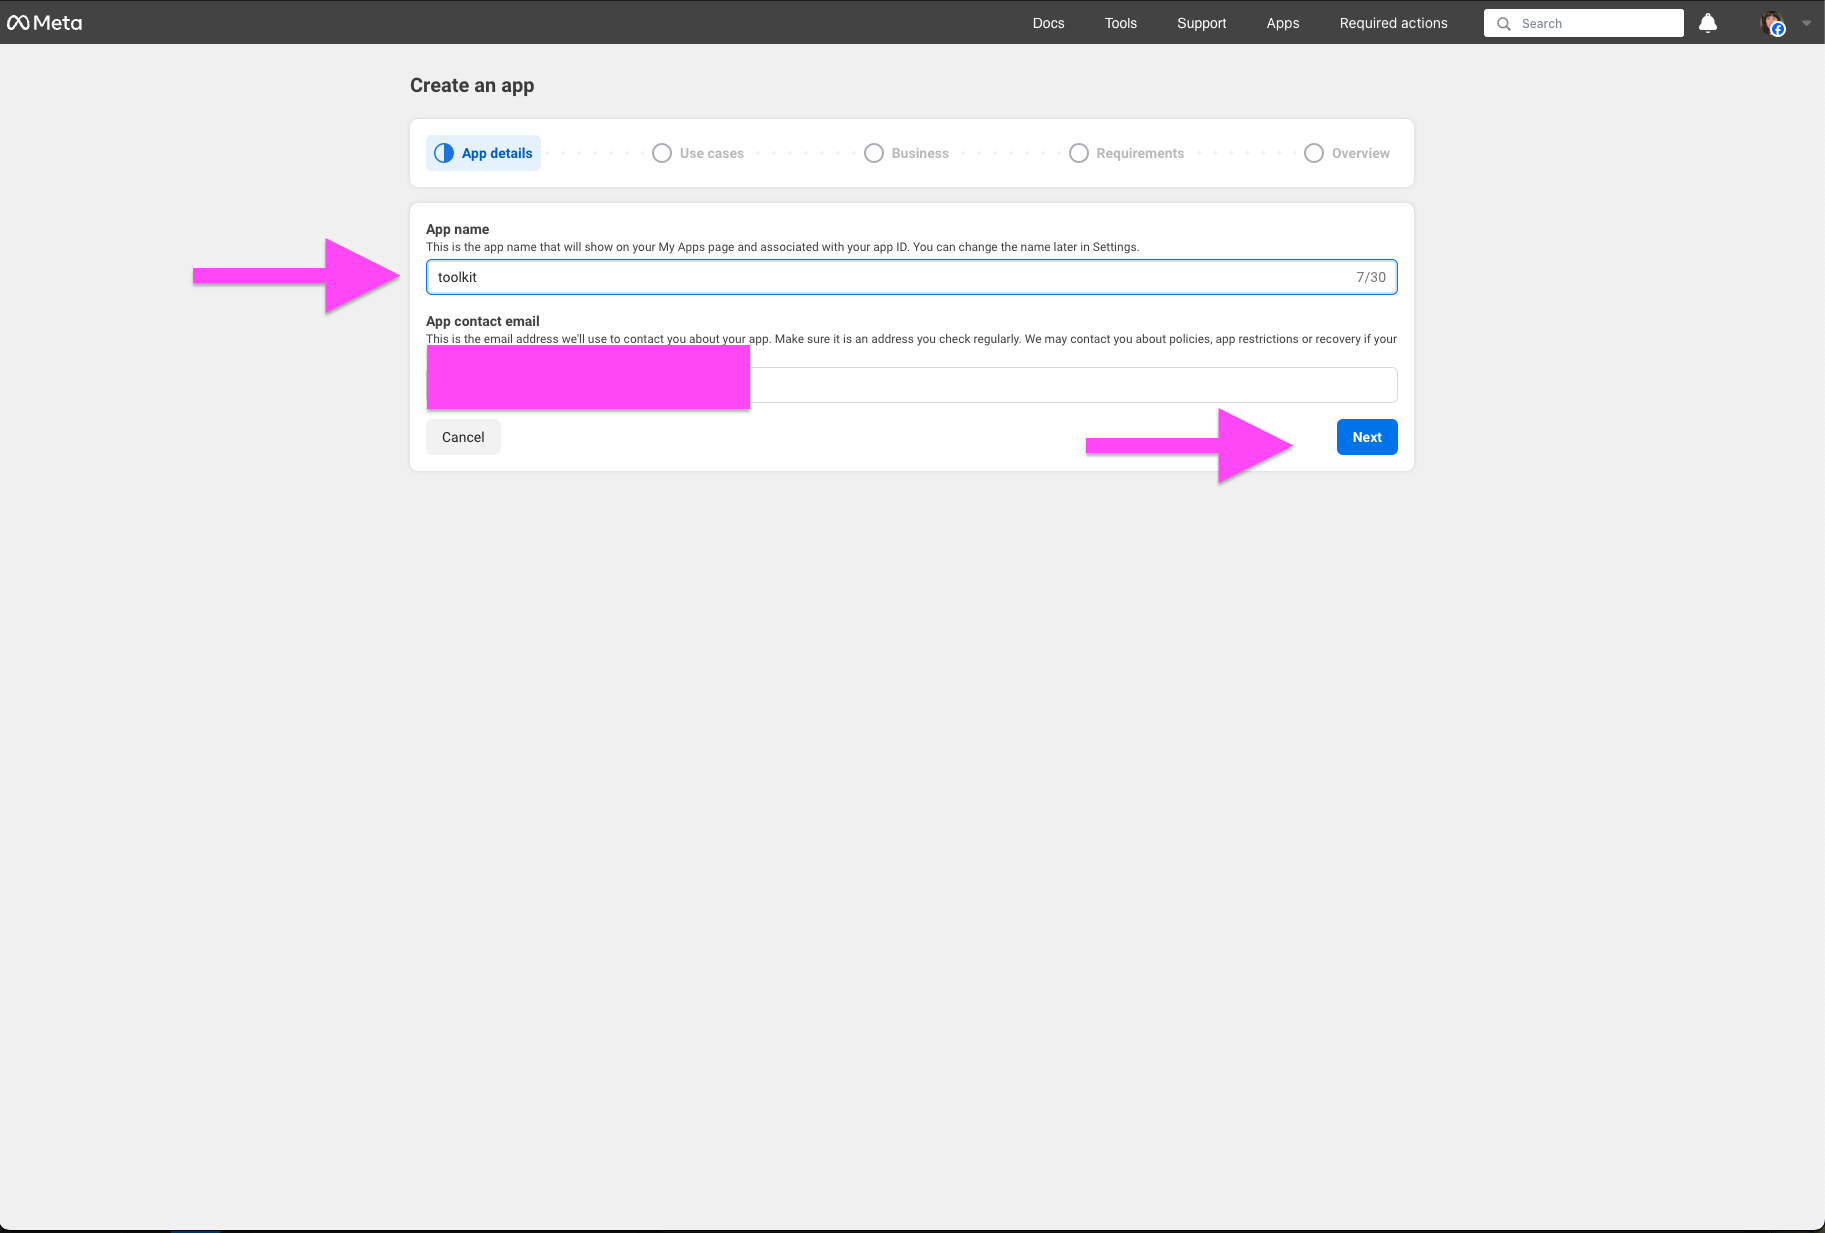 Meta
Docs Tools Support Apps Required actions Search
Create an app
App details Use cases Business Requirements Overview
App name
This is the app name that will show on your My Apps page and associated with your app ID. You can change the name later in Settings.
toolkit 7/30
App contact email
This is the email address we'll use to contact you about your app. Make sure it is an address you check regularly. We may contact you about policies, app restrictions or recovery if your
Cancel Next